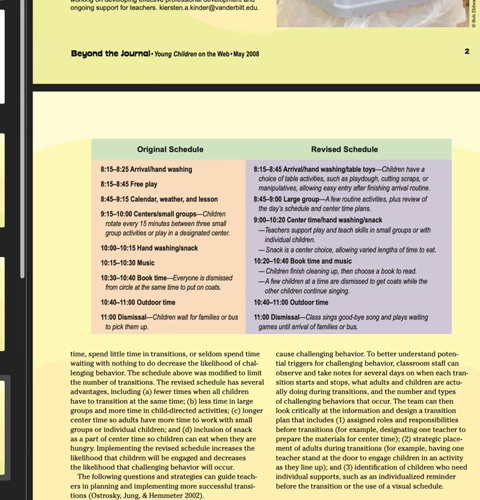 working on developing effective professional development and
ongoing support for teachers. kiersten.a.kinder@vanderbilt.edu.
Beyond the Journal • Young Children on the Web • May 2008
2
Original Schedule
8:15–8:25 Arrival/hand washing
8:15–8:45 Free play
8:45–9:15 Calendar, weather, and lesson
9:15–10:00 Centers/small groups—Children
rotate every 15 minutes between three small
group activities or play in a designated center.
10:00–10:15 Hand washing/snack
10:15–10:30 Music
10:30–10:40 Book time—Everyone is dismissed
from circle at the same time to put on coats.
10:40–11:00 Outdoor time
11:00 Dismissal—Children wait for families or bus
to pick them up.
Revised Schedule
8:15–8:45 Arrival/hand washing/table toys—Children have a
choice of table activities, such as playdough, cutting scraps, or
manipulatives, allowing easy entry after finishing arrival routine.
8:45–9:00 Large group—A few routine activities, plus review of
the day's schedule and center time plans.
9:00–10:20 Center time/hand washing/snack
—Teachers support play and teach skills in small groups or with
individual children.
—Snack is a center choice, allowing varied lengths of time to eat.
10:20–10:40 Book time and music
—Children finish cleaning up, then choose a book to read.
—A few children at a time are dismissed to get coats while the
other children continue singing.
10:40–11:00 Outdoor time
11:00 Dismissal—Class sings good-bye song and plays waiting
games until arrival of families or bus.
time, spend little time in transitions, or seldom spend time
waiting with nothing to do decrease the likelihood of chal-
lenging behavior. The schedule above was modified to limit
the number of transitions. The revised schedule has several
advantages, including (a) fewer times when all children
have to transition at the same time; (b) less time in large
groups and more time in child-directed activities; (c) longer
center time so adults have more time to work with small
groups or individual children; and (d) inclusion of snack
as a part of center time so children can eat when they are
hungry. Implementing the revised schedule increases the
likelihood that children will be engaged and decreases
the likelihood that challenging behavior will occur.
The following questions and strategies can guide teach-
ers in planning and implementing more successful transi-
tions (Ostrosky, Jung, & Hemmeter 2002).
cause challenging behavior. To better understand poten-
tial triggers for challenging behavior, classroom staff can
observe and take notes for several days on when each tran-
sition starts and stops, what adults and children are actu-
ally doing during transitions, and the number and types
of challenging behaviors that occur. The team can then
look critically at the information and design a transition
plan that includes (1) assigned roles and responsibilities
before transitions (for example, designating one teacher to
prepare the materials for center time); (2) strategic place-
ment of adults during transitions (for example, having one
teacher stand at the door to engage children in an activity
as they line up); and (3) identification of children who need
individual supports, such as an individualized reminder
before the transition or the use of a visual schedule.